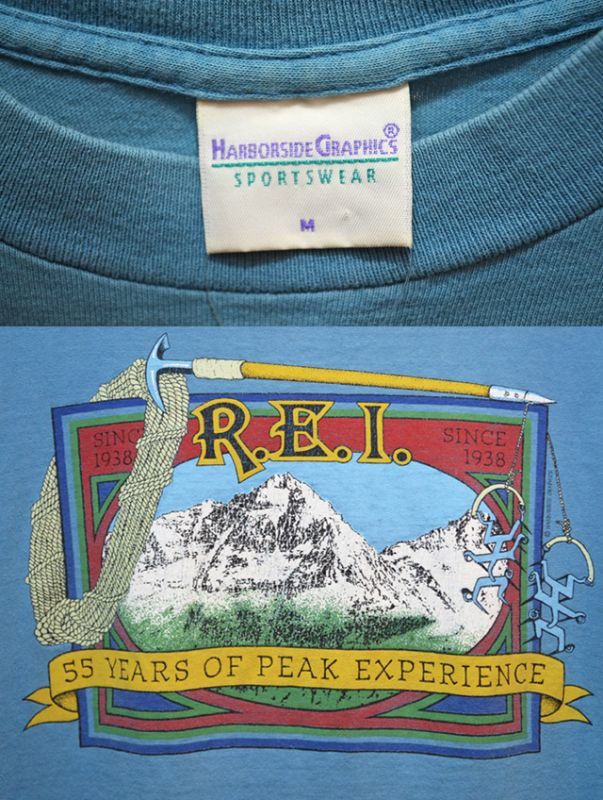 HARBORSIDE GRAPHICS®
SPORTSWEAR
M
SINCE
1938
R.E.I.
SINCE
1938
55 YEARS OF PEAK EXPERIENCE